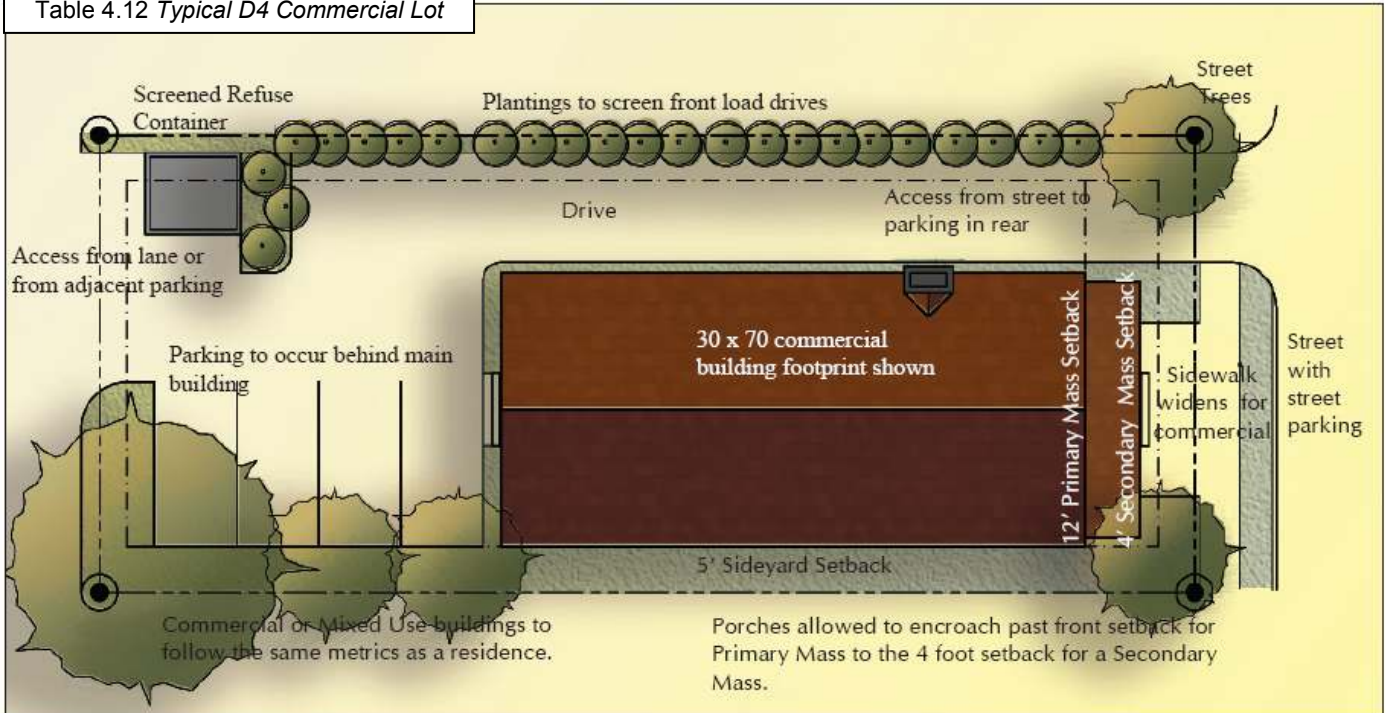 Table 4.12 Typical D4 Commercial Lot
Street
Trees
Screened Refuse
Container
Plantings to screen front load drives
Access from street to
parking in rear
Drive
Access from lane or
from adjacent parking
Parking to occur behind main
building
30 x 70 commercial
building footprint shown
12' Primary Mass Setback
4' Secondary Mass Setback
Sidewalk
widens for
commercial
Street
with
street
parking
5' Sideyard Setback
Commercial or Mixed Use buildings to
follow the same metrics as a residence.
Porches allowed to encroach past front setback for
Primary Mass to the 4 foot setback for a Secondary
Mass.